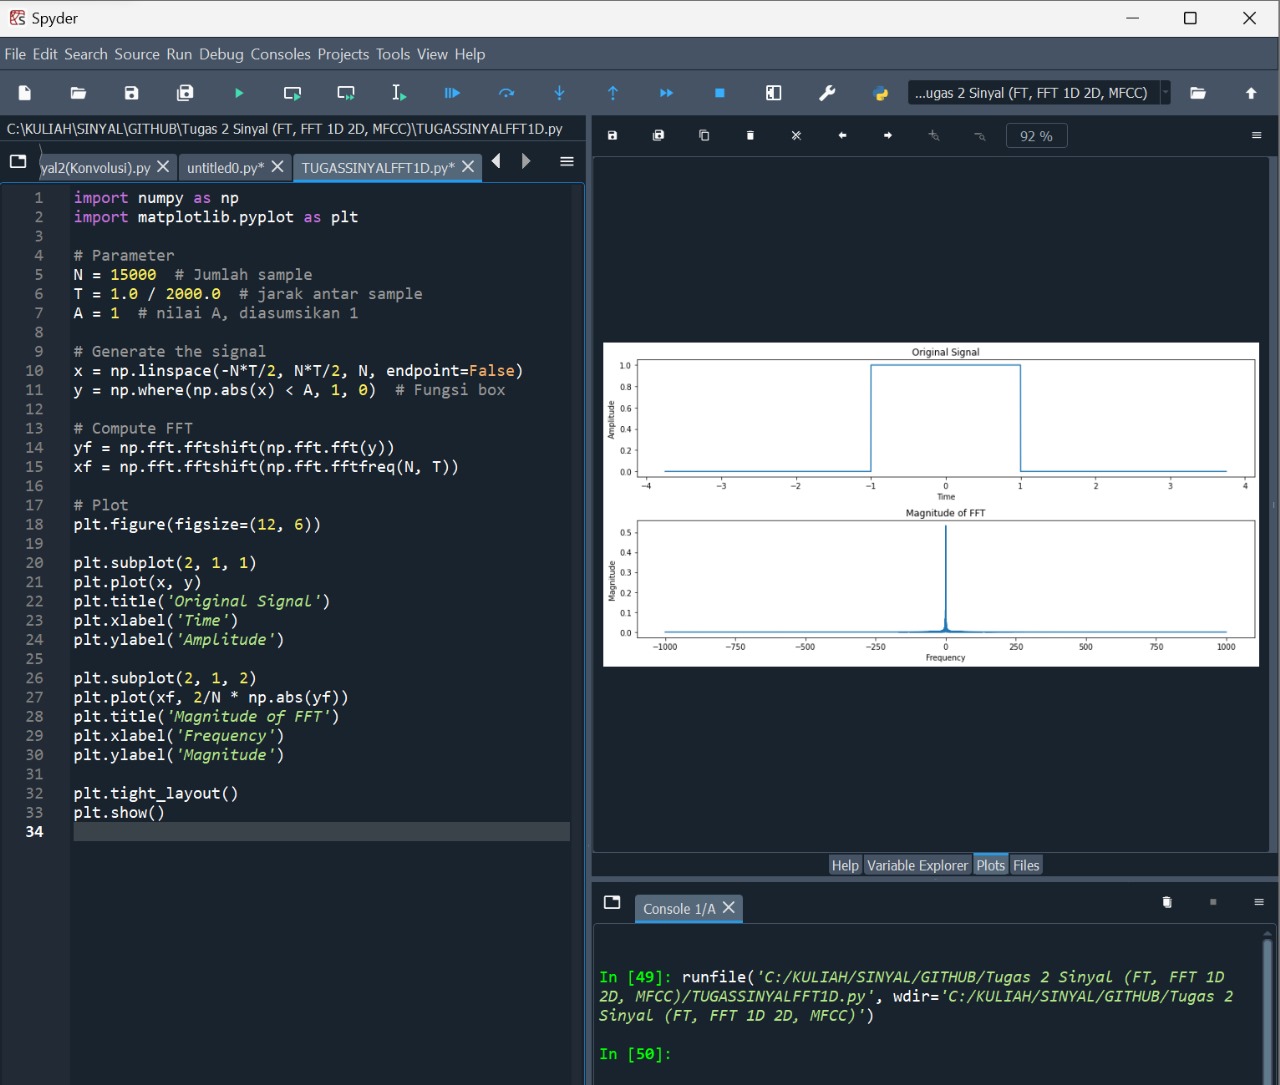 Spyder
File Edit Search Source Run Debug Consoles Projects Tools View Help
...ugas 2 Sinyal (FT, FFT 1D 2D, MFCC)
C:\KULIAH\SINYAL\GITHUB\Tugas 2 Sinyal (FT, FFT 1D 2D, MFCC)\TUGASSINYALFFT1D.py
yal2(Konvolusi).py
untitled0.py*
TUGASSINYALFFT1D.py*
1 import numpy as np
2 import matplotlib.pyplot as plt
3
4 # Parameter
5 N = 15000 # Jumlah sample
6 T = 1.0 / 2000.0 # jarak antar sample
7 A = 1 # nilai A, diasumsikan 1
8
9 # Generate the signal
10 x = np.linspace(-N*T/2, N*T/2, N, endpoint=False)
11 y = np.where(np.abs(x) < A, 1, 0) # Fungsi box
12
13 # Compute FFT
14 yf = np.fft.fftshift(np.fft.fft(y))
15 xf = np.fft.fftshift(np.fft.fftfreq(N, T))
16
17 # Plot
18 plt.figure(figsize=(12, 6))
19
20 plt.subplot(2, 1, 1)
21 plt.plot(x, y)
22 plt.title('Original Signal')
23 plt.xlabel('Time')
24 plt.ylabel('Amplitude')
25
26 plt.subplot(2, 1, 2)
27 plt.plot(xf, 2/N * np.abs(yf))
28 plt.title('Magnitude of FFT')
29 plt.xlabel('Frequency')
30 plt.ylabel('Magnitude')
31
32 plt.tight_layout()
33 plt.show()
34
92 %
Original Signal
Amplitude
1.0
0.8
0.6
0.4
0.2
0.0
−4 −3 −2 −1 0 1 2 3 4
Time
Magnitude of FFT
Magnitude
0.5
0.4
0.3
0.2
0.1
0.0
−1000 −750 −500 −250 0 250 500 750 1000
Frequency
Help Variable Explorer Plots Files
Console 1/A
In [49]: runfile('C:/KULIAH/SINYAL/GITHUB/Tugas 2 Sinyal (FT, FFT 1D
2D, MFCC)/TUGASSINYALFFT1D.py', wdir='C:/KULIAH/SINYAL/GITHUB/Tugas 2
Sinyal (FT, FFT 1D 2D, MFCC)')
In [50]: